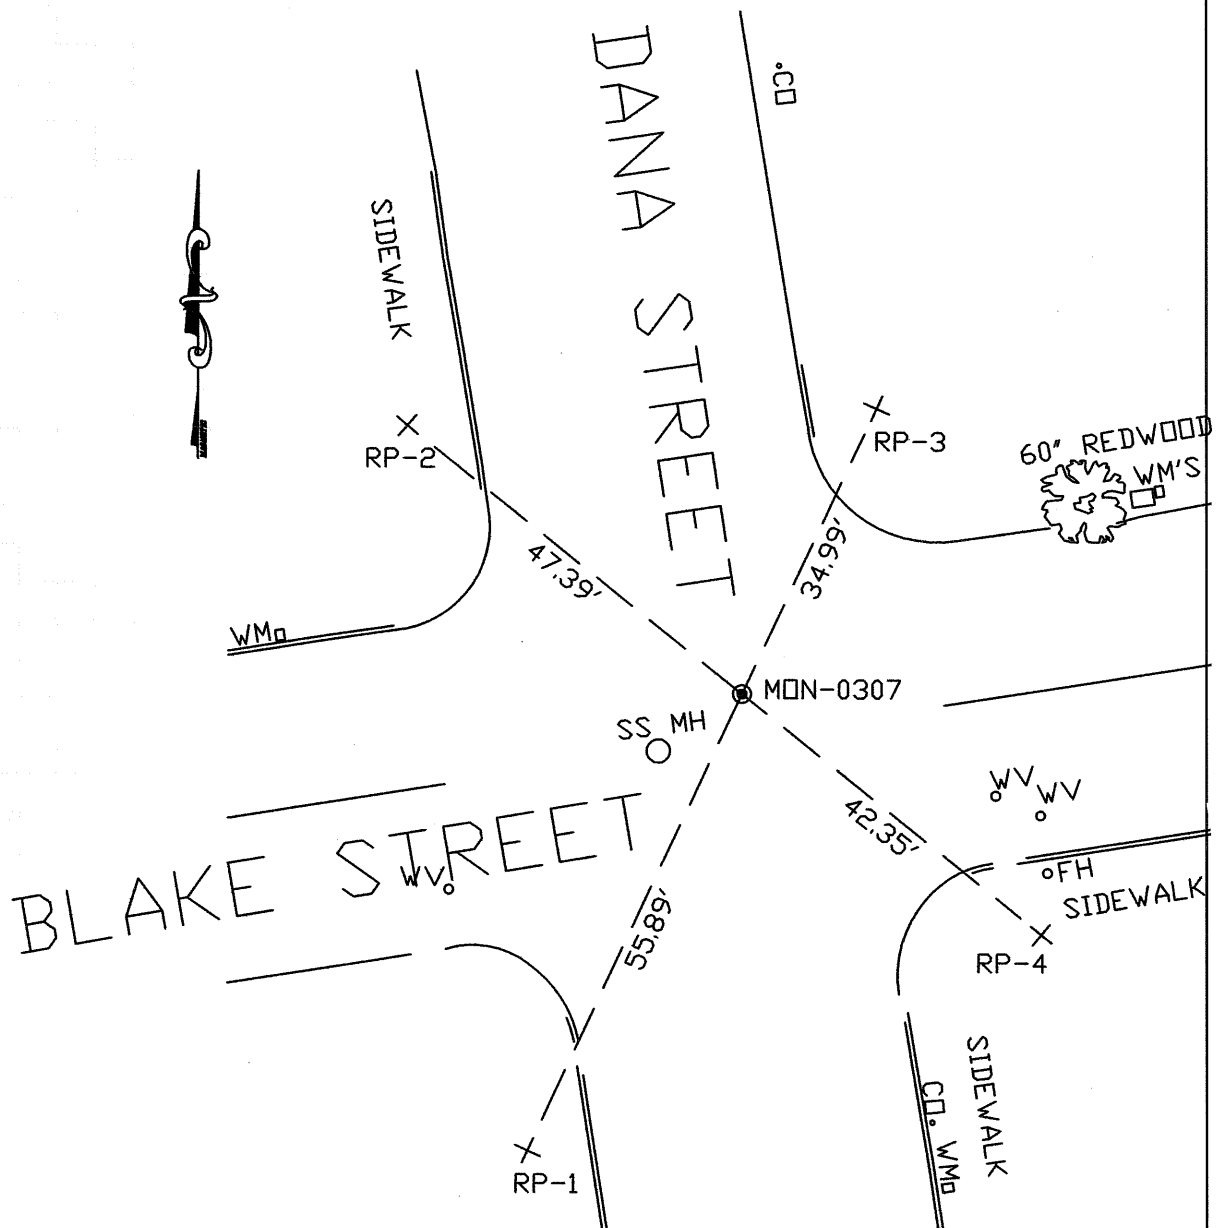 DANA STREET
CO
SIDEWALK
RP-2
RP-3
60" REDWOOD
WM'S
47.39'
34.99'
WM
MON-0307
SS MH
WV
WV
BLAKE STREET
WV
42.35'
FH
SIDEWALK
55.89'
RP-4
SIDEWALK
CO.
WM
RP-1